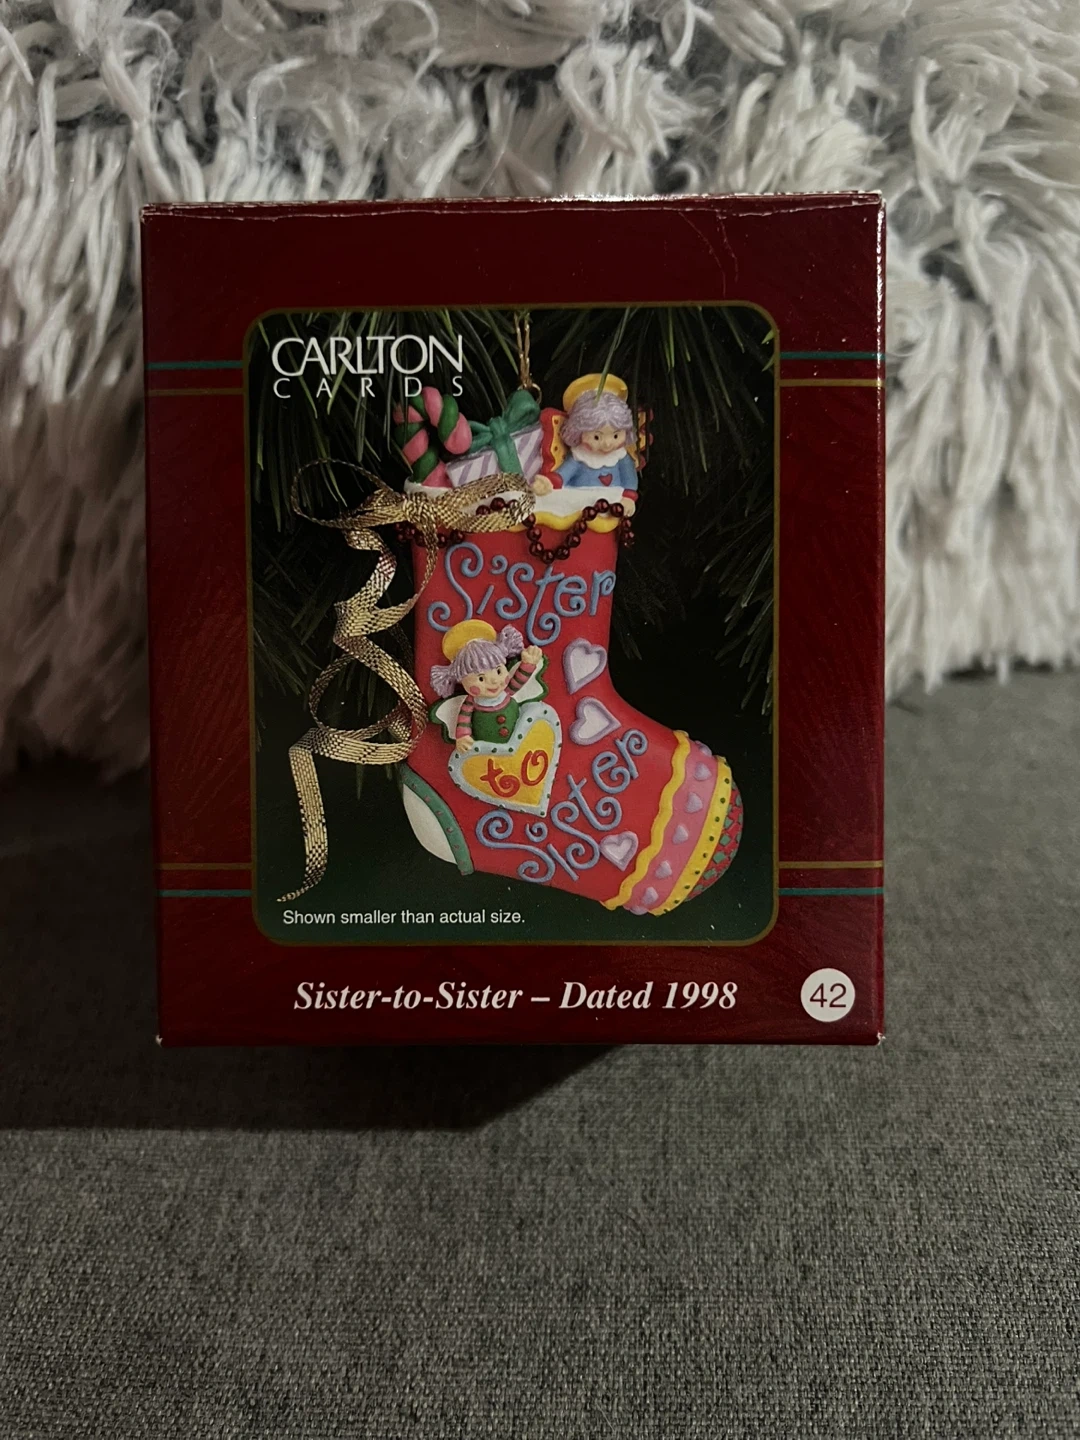 CARLTON
CARDS
Sister
to
Sister
Shown smaller than actual size.
Sister-to-Sister – Dated 1998
42